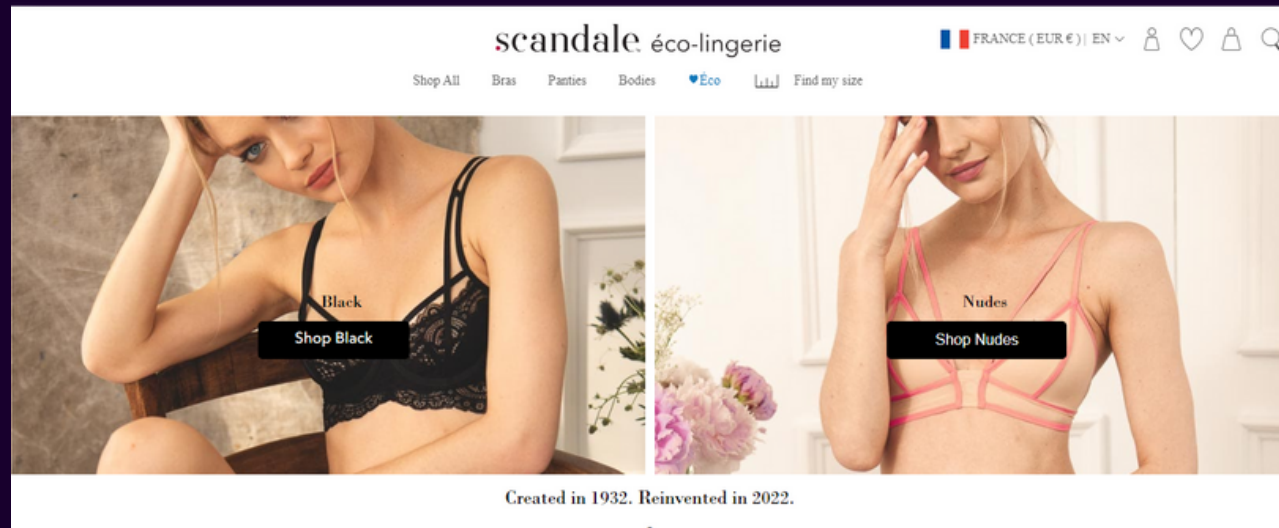 scandale éco-lingerie
FRANCE ( EUR € ) | EN
Shop All Bras Panties Bodies Éco Find my size
Black
Shop Black
Nudes
Shop Nudes
Created in 1932. Reinvented in 2022.